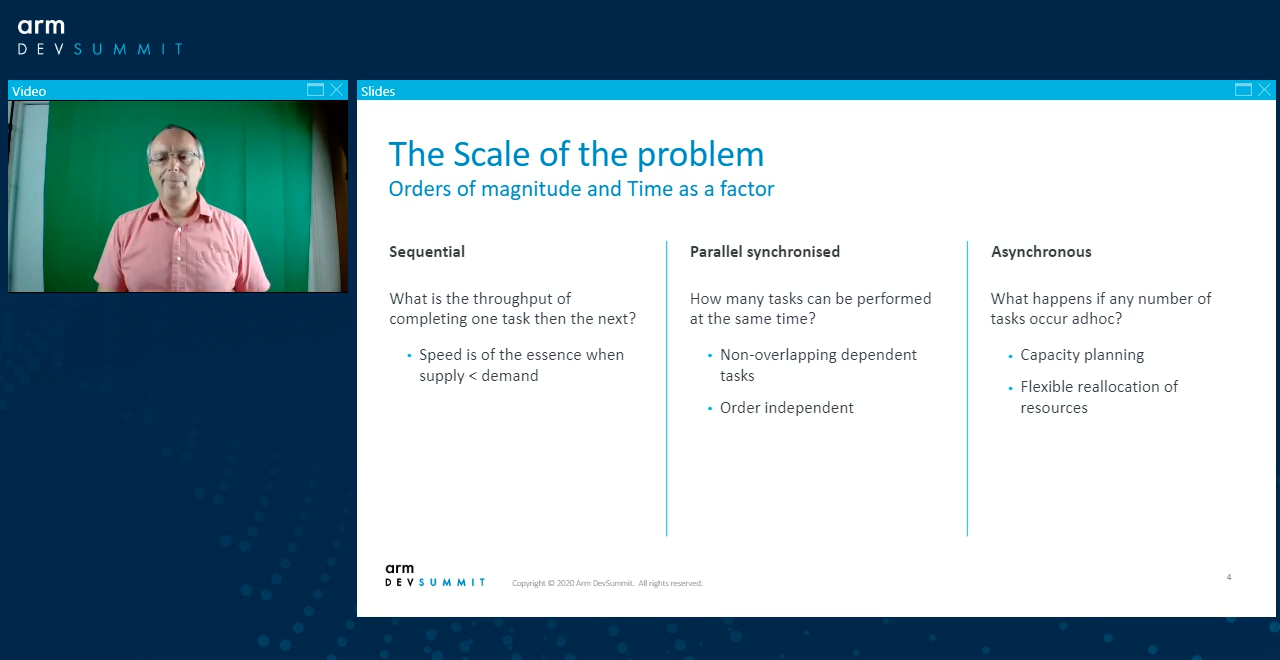 arm
DEVSUMMIT
Video
Slides
The Scale of the problem
Orders of magnitude and Time as a factor
Sequential
What is the throughput of
completing one task then the next?
• Speed is of the essence when
supply < demand
Parallel synchronised
How many tasks can be performed
at the same time?
• Non-overlapping dependent
tasks
• Order independent
Asynchronous
What happens if any number of
tasks occur adhoc?
• Capacity planning
• Flexible reallocation of
resources
arm
DEVSUMMIT
Copyright © 2020 Arm DevSummit. All rights reserved.
4